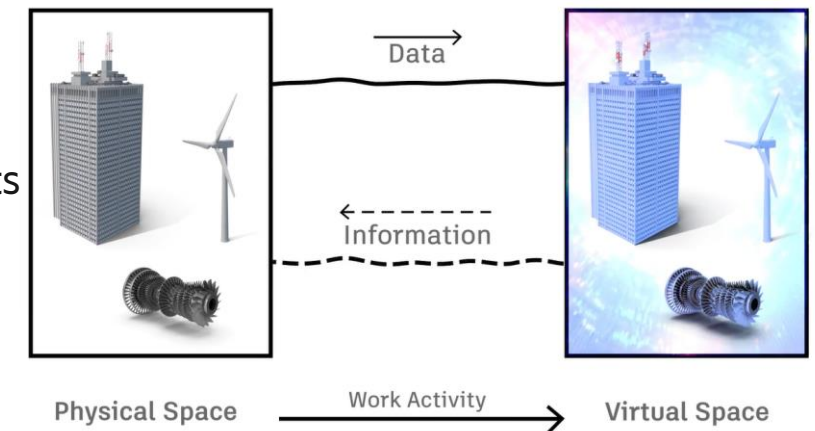 Data
Information
Physical Space
Work Activity
Virtual Space